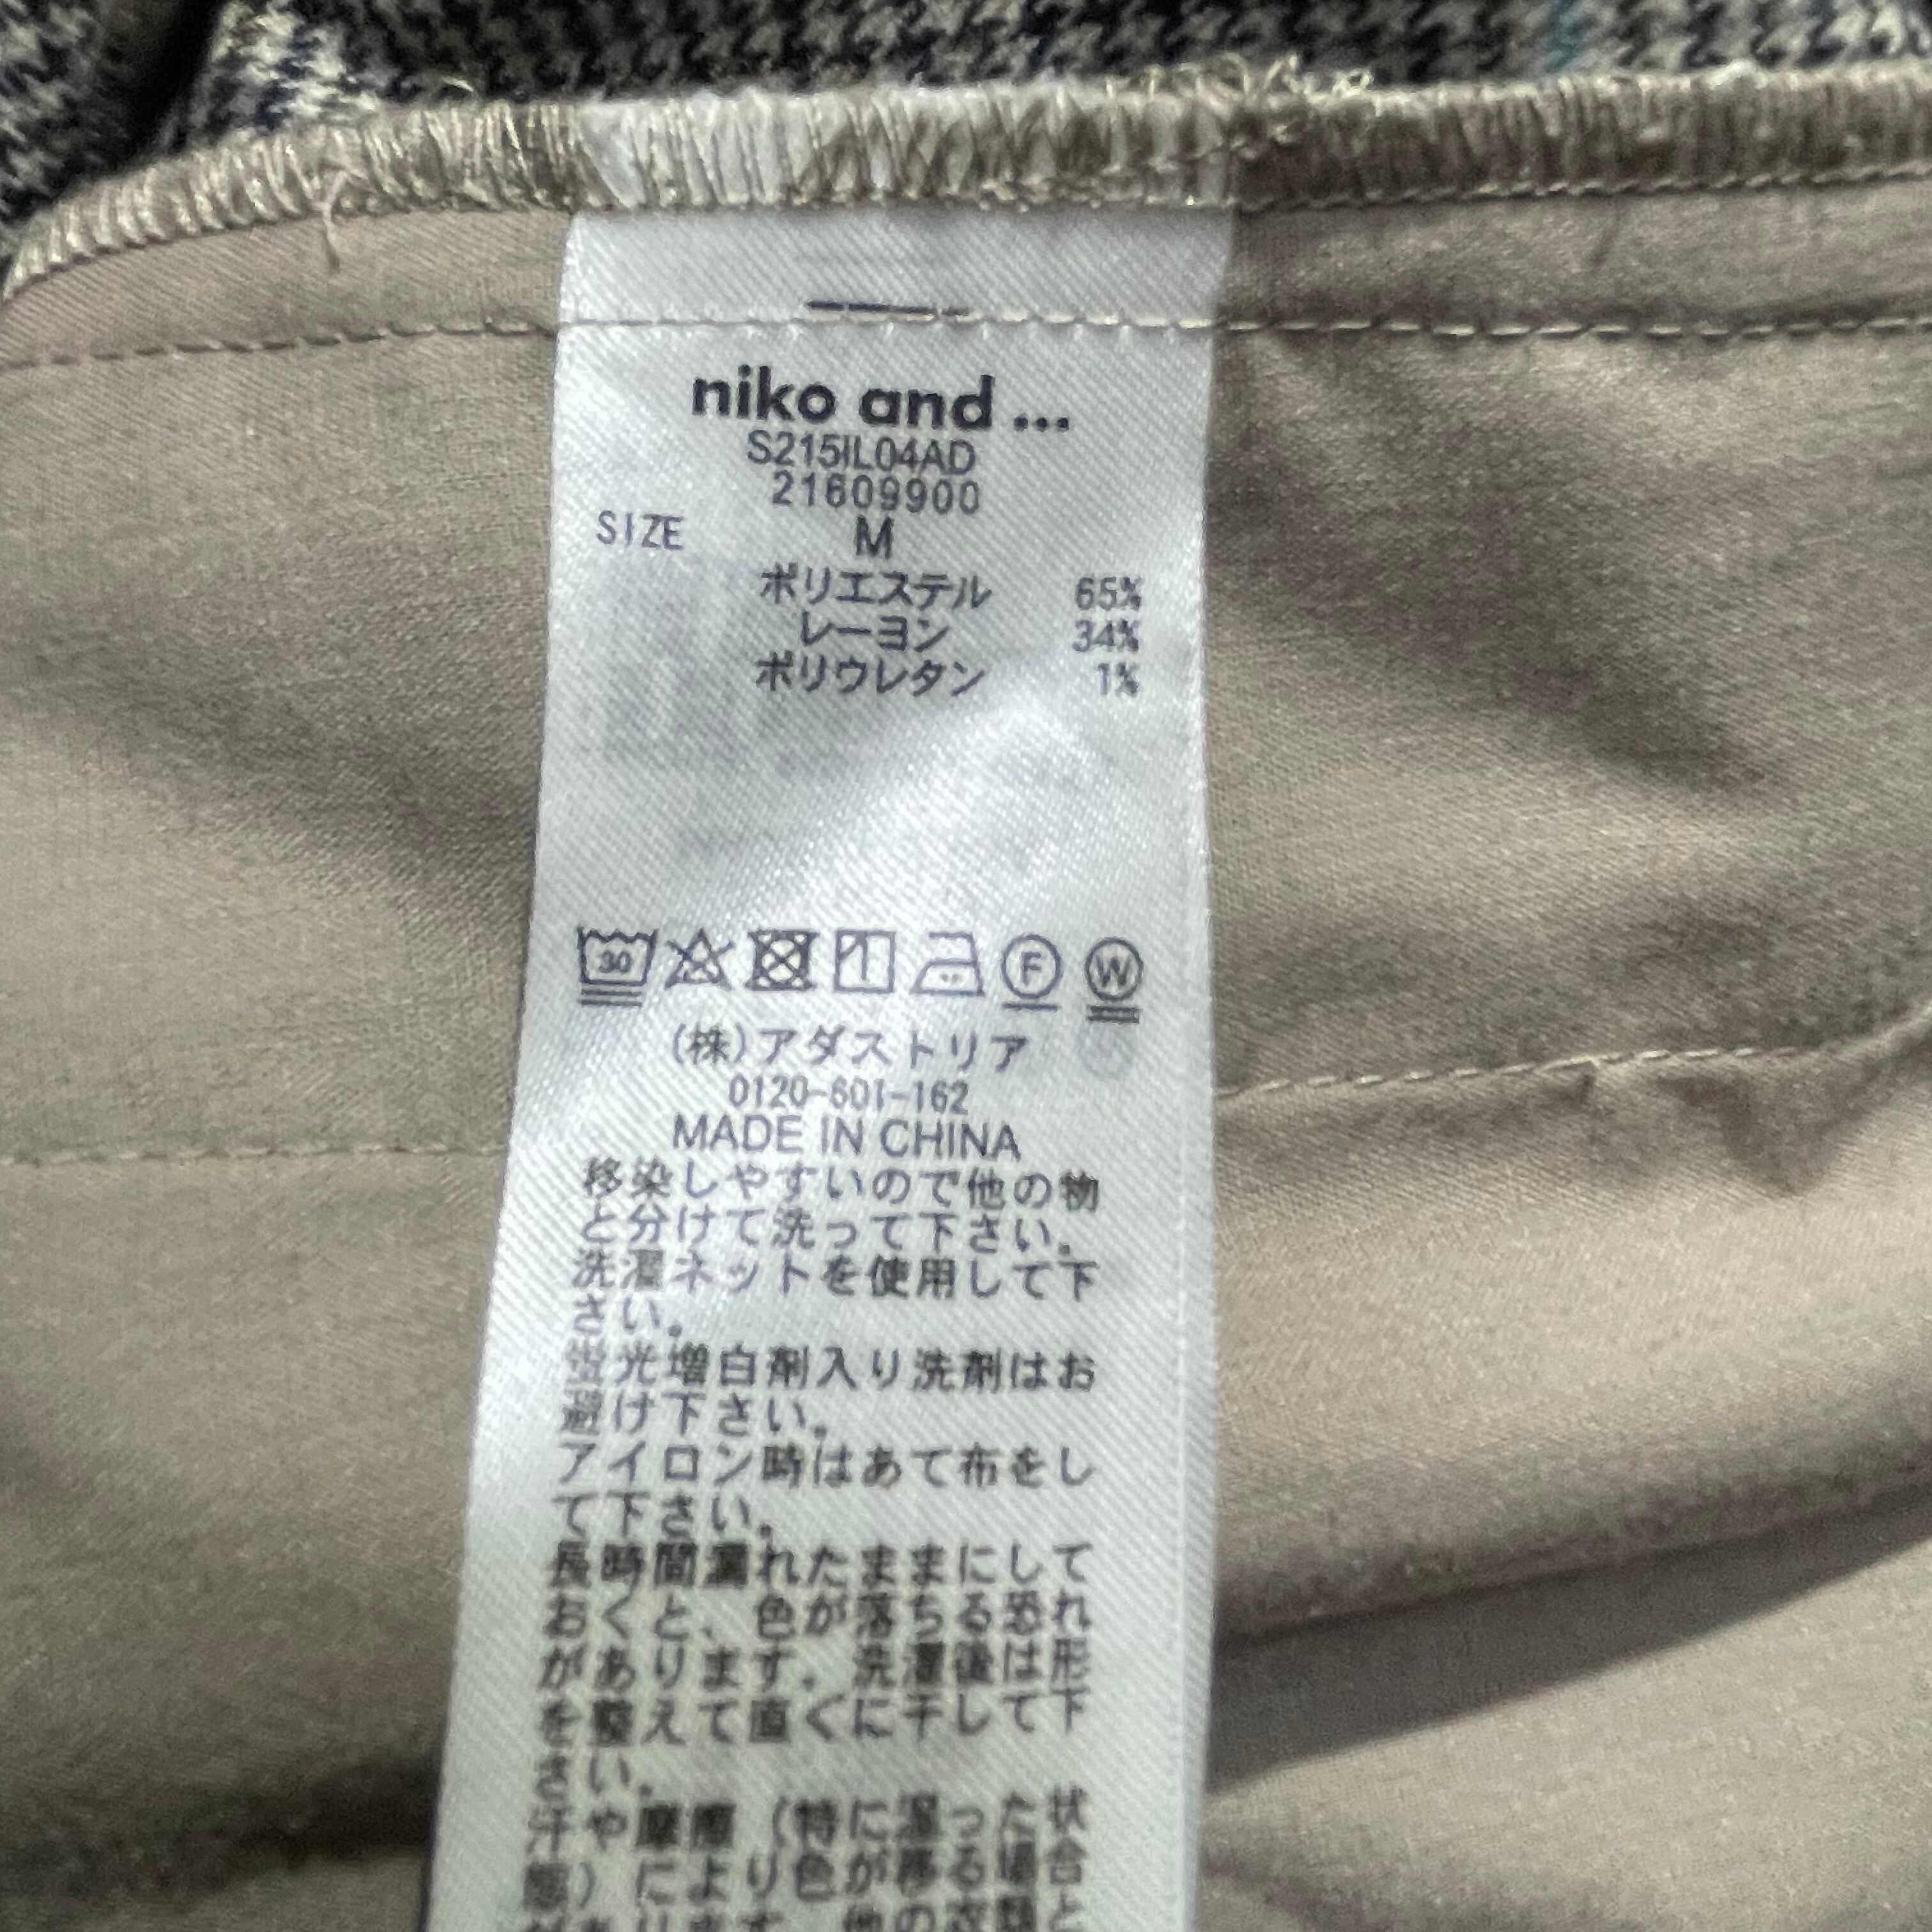 niko and ...
S215IL04AD
21609900
SIZE M
ポリエステル 65%
レーヨン 34%
ポリウレタン 1%
30
F W
(株)アダストリア
0120-601-162
MADE IN CHINA
移染しやすいので他の物
と分けて洗って下さい。
洗濯ネットを使用して下
さい。
蛍光増白剤入り洗剤はお
避け下さい。
アイロン時はあて布をし
て下さい。
長時間濡れたままにして
おくと、色が落ちる恐れ
があります。洗濯後は形
を整えて直ぐに干して下
さい。
汗や摩擦(特に湿った状
態)により色が移る場合